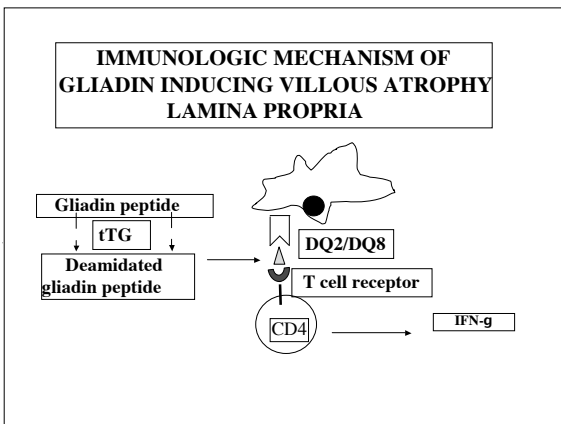 IMMUNOLOGIC MECHANISM OF
GLIADIN INDUCING VILLOUS ATROPHY
LAMINA PROPRIA
Gliadin peptide
tTG
Deamidated
gliadin peptide
DQ2/DQ8
T cell receptor
CD4
IFN-g